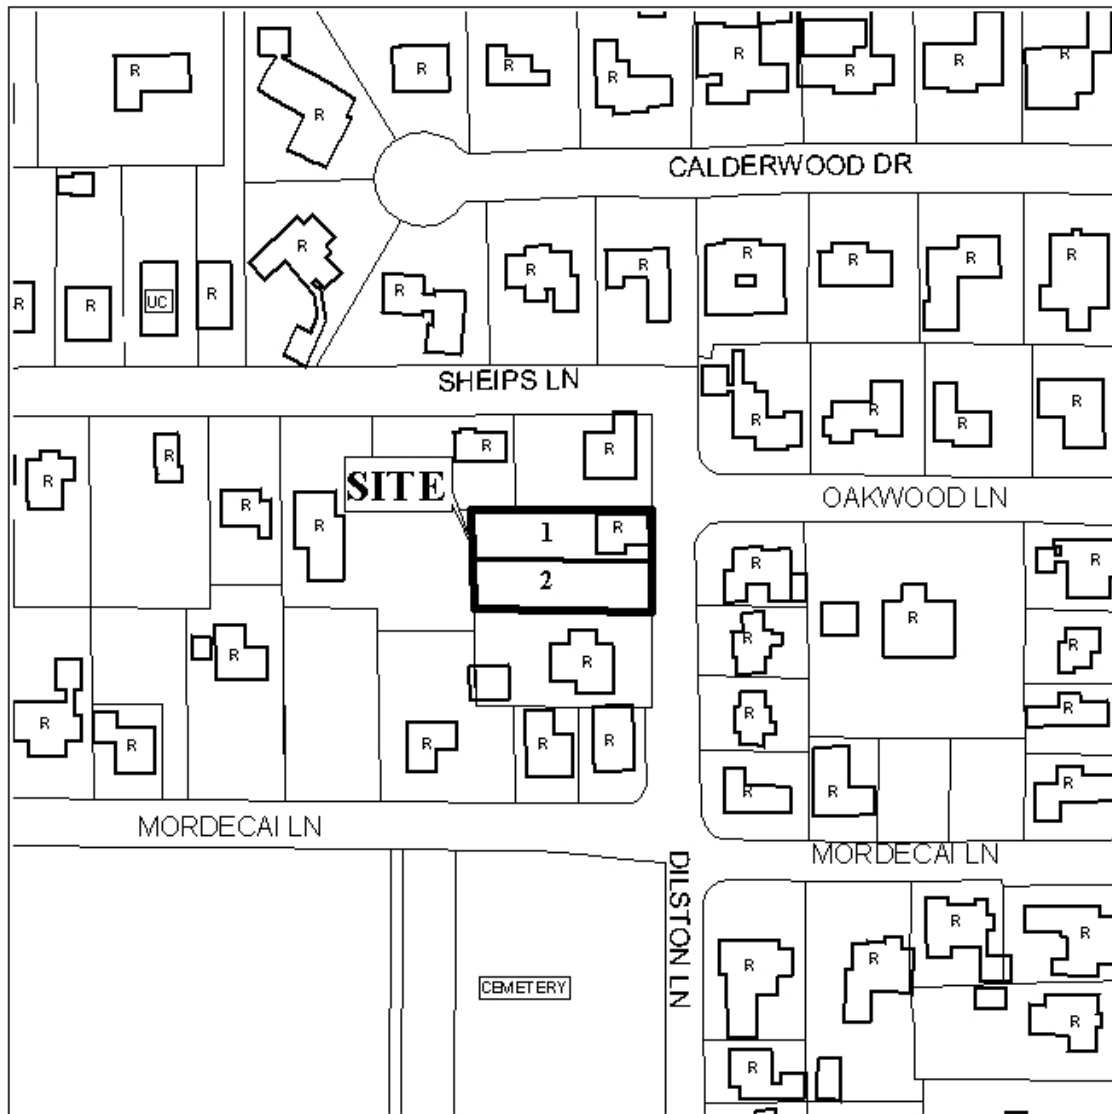 R R R R R R R R R
R
CALDERWOOD DR
R R R R R R R
R R UC R
R
SHEIPS LN
R R R R
R R
R R
SITE
R R
OAKWOOD LN
1 R
2
R R
R
R R
R R
R
R R R
R R R R
R R
MORDECAI LN
MORDECAI LN
DILSTON LN
R R
R R
CEMETERY
R
R